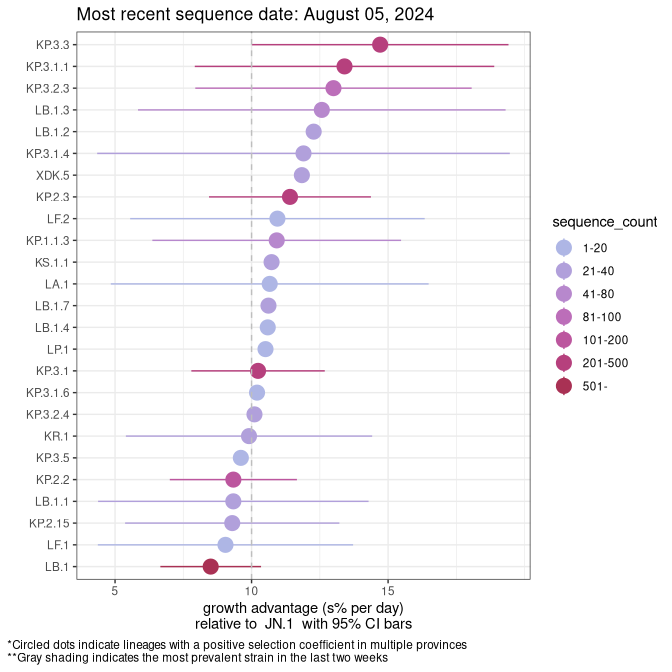 Most recent sequence date: August 05, 2024
KP.3.3
KP.3.1.1
KP.3.2.3
LB.1.3
LB.1.2
KP.3.1.4
XDK.5
KP.2.3
LF.2
KP.1.1.3
KS.1.1
LA.1
LB.1.7
LB.1.4
LP.1
KP.3.1
KP.3.1.6
KP.3.2.4
KR.1
KP.3.5
KP.2.2
LB.1.1
KP.2.15
LF.1
LB.1
5 10 15
growth advantage (s% per day)
relative to JN.1 with 95% CI bars
sequence_count
1-20
21-40
41-80
81-100
101-200
201-500
501-
*Circled dots indicate lineages with a positive selection coefficient in multiple provinces
**Gray shading indicates the most prevalent strain in the last two weeks